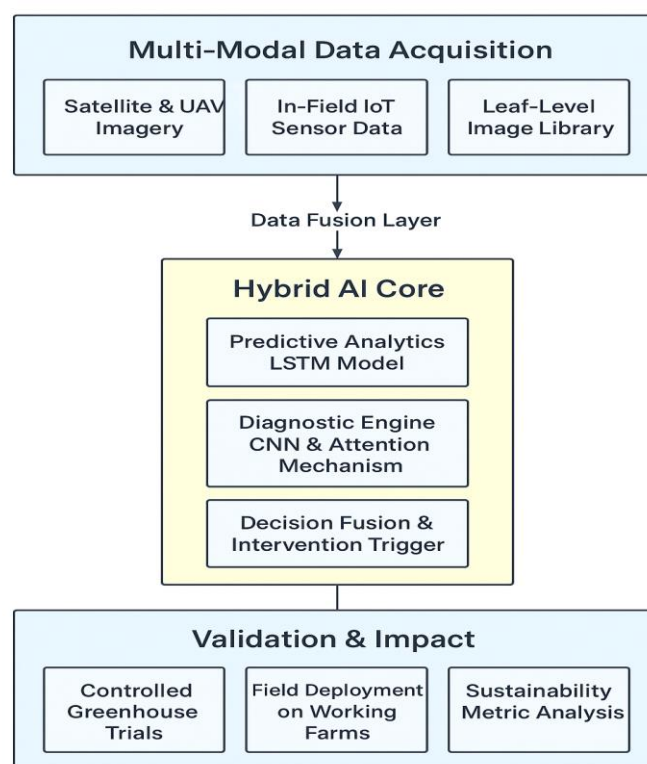 Multi-Modal Data Acquisition
Satellite & UAV
Imagery
In-Field IoT
Sensor Data
Leaf-Level
Image Library
Data Fusion Layer
Hybrid AI Core
Predictive Analytics
LSTM Model
Diagnostic Engine
CNN & Attention
Mechanism
Decision Fusion &
Intervention Trigger
Validation & Impact
Controlled
Greenhouse
Trials
Field Deployment
on Working
Farms
Sustainability
Metric Analysis